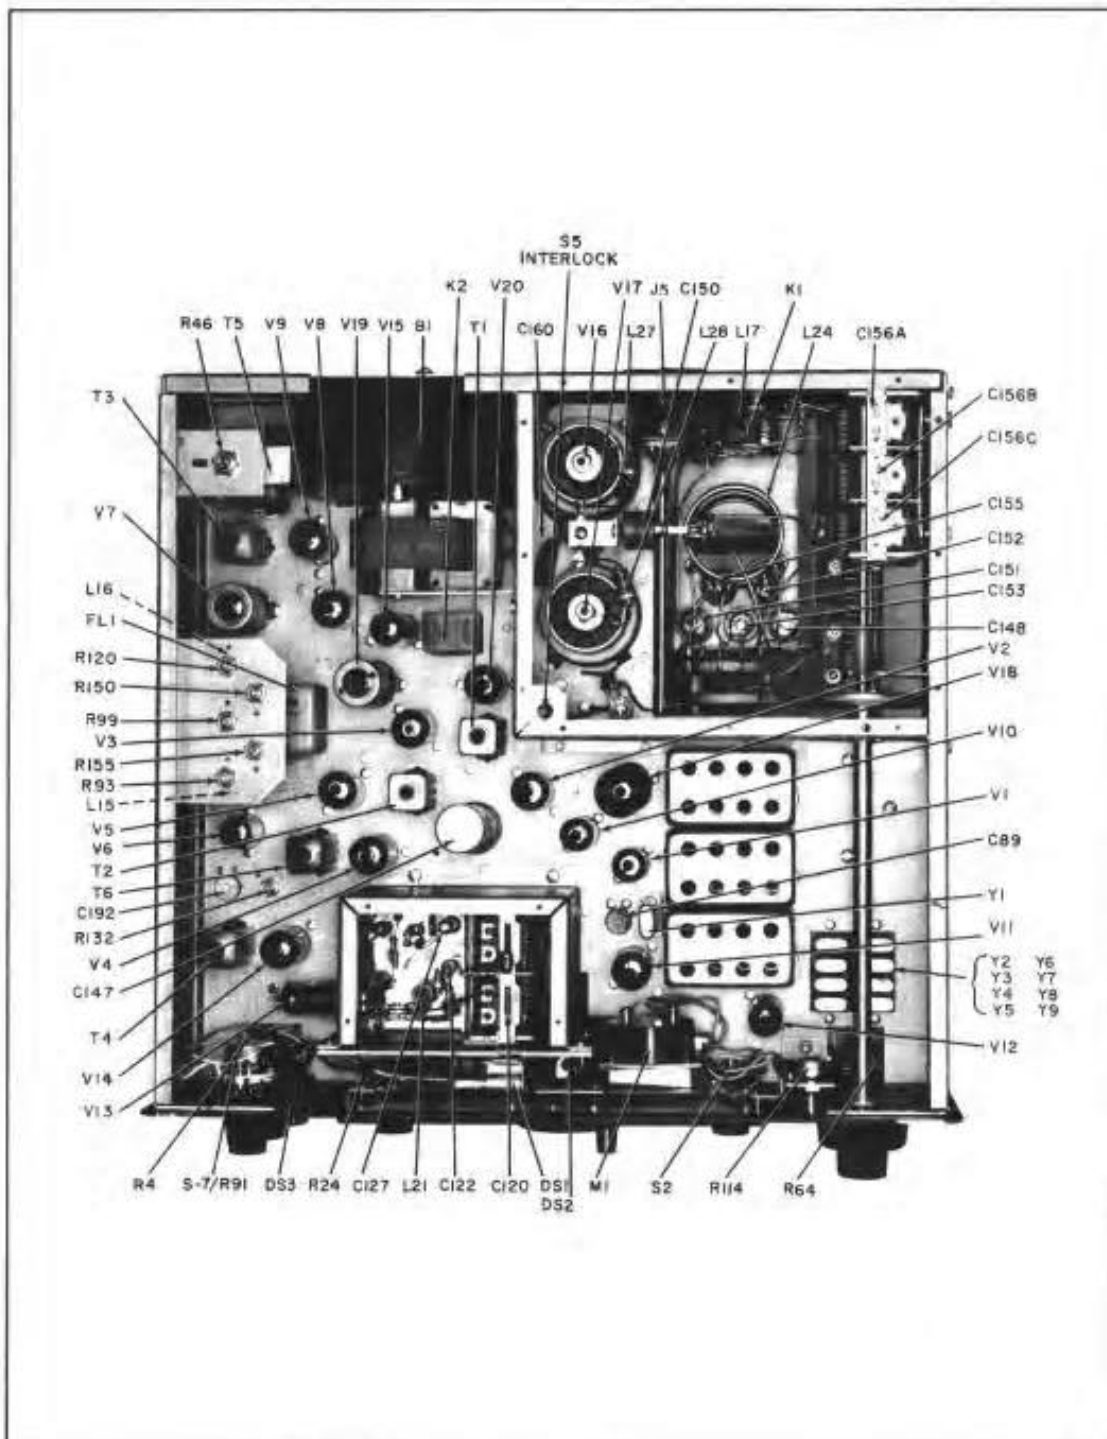 S5
INTERLOCK
K2 V20 V17 J5 C150 K1
R46 T5 V9 V8 V19 V15 B1 T1 C160 V16 L27 L28 L17 L24 C156A
T3
C156B
C156C
V7
C155
C152
L16
C151
FL1
C153
R120
C148
R150
V2
V18
R99
V3
V10
R155
R93
L15
V1
V5
V6
C89
T2
T6
Y1
C192
R132
V11
V4
Y2 Y6
Y3 Y7
Y4 Y8
Y5 Y9
C147
T4
V12
V14
V13
R4 S-7/R91 DS3 R24 C127 L21 C122 C120 DS1 M1 S2 R114 R64
DS2